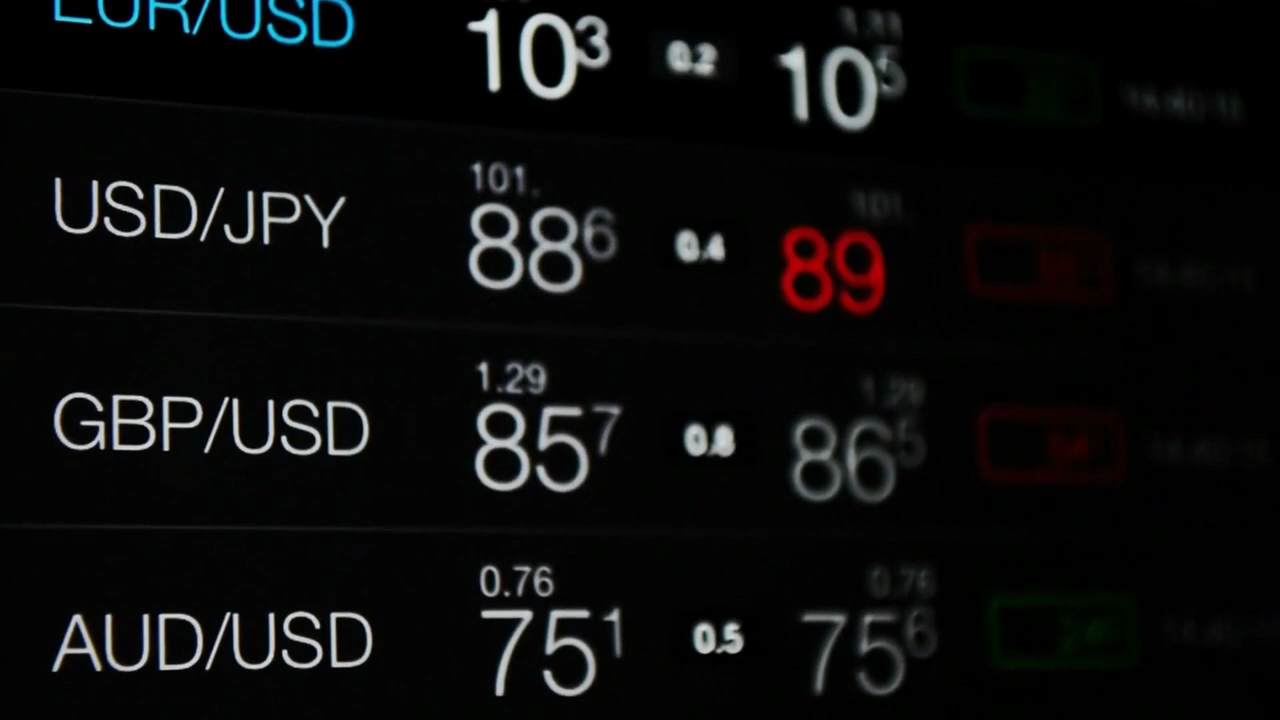 EUR/USD 10³ 0.2 10⁵
101.
USD/JPY 88⁶ 0.4 89
1.29 1.29
GBP/USD 85⁷ 0.8 86⁵
0.76 0.76
AUD/USD 75¹ 0.5 75⁶